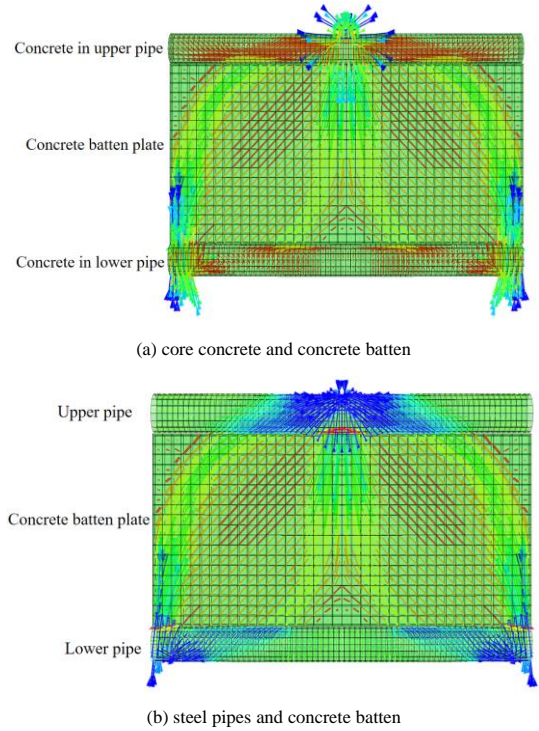 Concrete in upper pipe
Concrete batten plate
Concrete in lower pipe
(a) core concrete and concrete batten
Upper pipe
Concrete batten plate
Lower pipe
(b) steel pipes and concrete batten